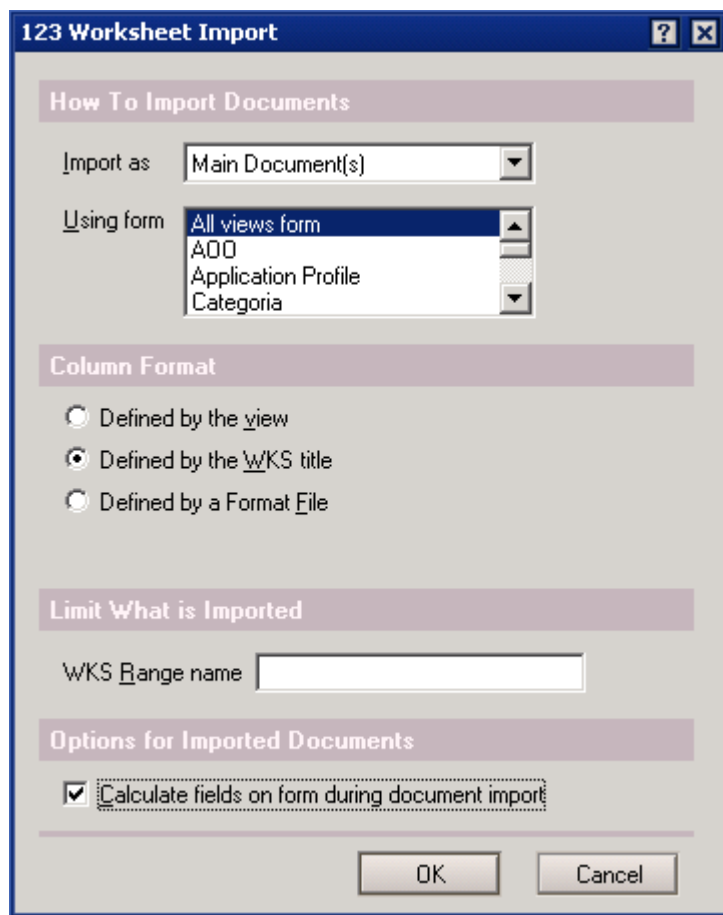 123 Worksheet Import
How To Import Documents
Import as Main Document(s)
Using form All views form
AOO
Application Profile
Categoria
Column Format
Defined by the view
Defined by the WKS title
Defined by a Format File
Limit What is Imported
WKS Range name
Options for Imported Documents
Calculate fields on form during document import
OK Cancel